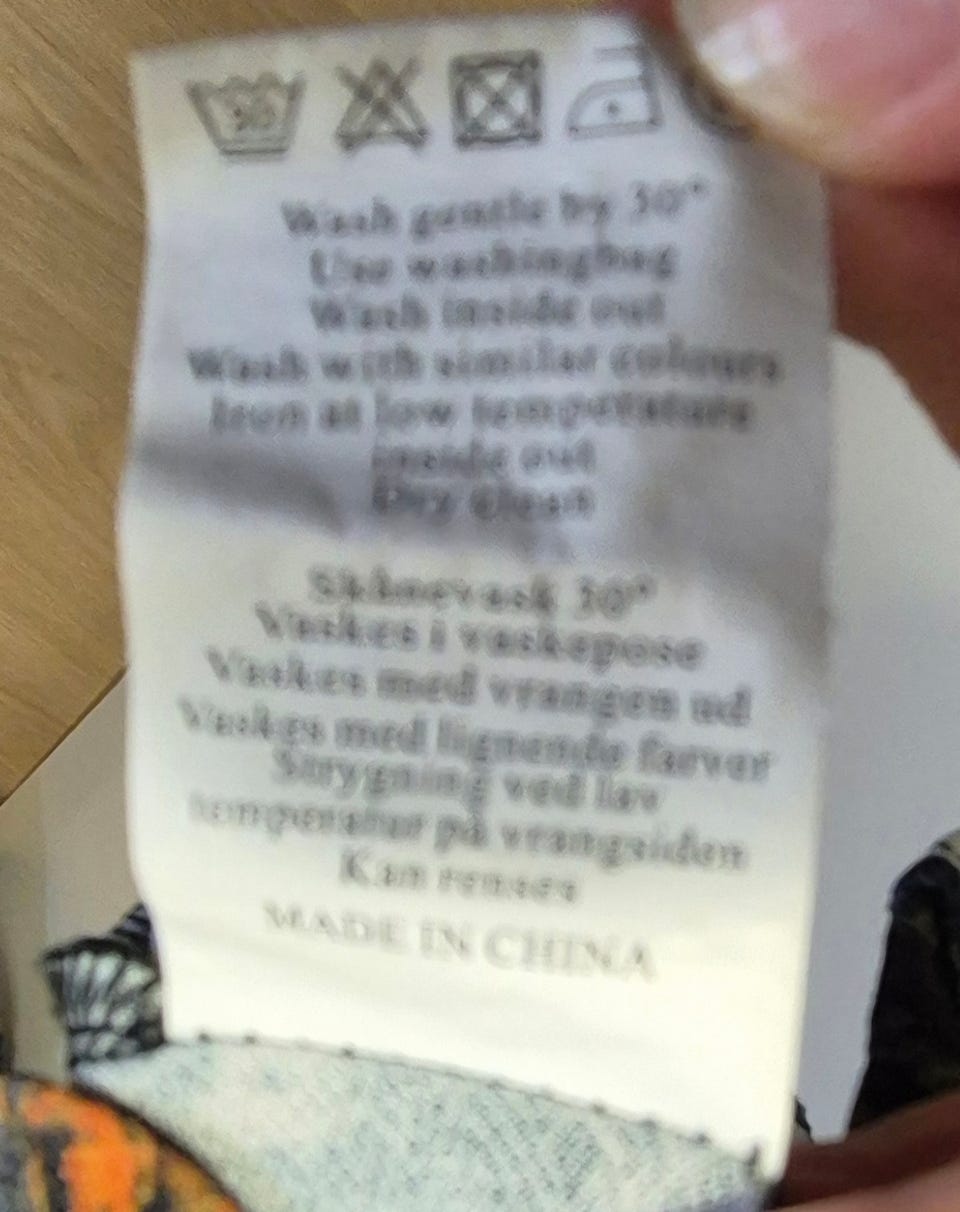 30
Wash gentle by 30°
Use washingbag
Wash inside out
Wash with similar colours
Iron at low temperature
inside out
Dry clean
Skånevask 30°
Vaskes i vaskepose
Vaskes med vrangen ud
Vaskes med lignende farver
Strygning ved lav
temperatur på vrangsiden
Kan renses
MADE IN CHINA